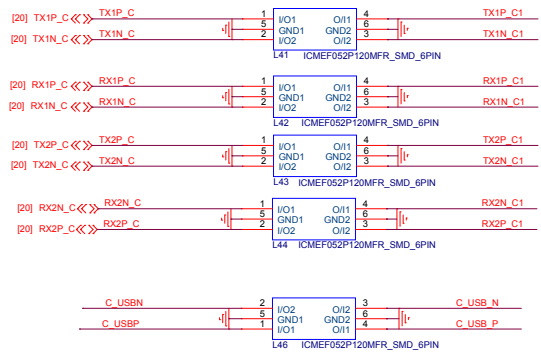 [20] TX1P_C TX1P_C 1 I/O1 O/I1 4 TX1P_C1
5 GND1 GND2 6
[20] TX1N_C TX1N_C 2 I/O2 O/I2 3 TX1N_C1
L41 ICMEF052P120MFR_SMD_6PIN
[20] RX1P_C RX1P_C 1 I/O1 O/I1 4 RX1P_C1
5 GND1 GND2 6
[20] RX1N_C RX1N_C 2 I/O2 O/I2 3 RX1N_C1
L42 ICMEF052P120MFR_SMD_6PIN
[20] TX2P_C TX2P_C 1 I/O1 O/I1 4 TX2P_C1
5 GND1 GND2 6
[20] TX2N_C TX2N_C 2 I/O2 O/I2 3 TX2N_C1
L43 ICMEF052P120MFR_SMD_6PIN
[20] RX2N_C RX2N_C 1 I/O1 O/I1 4 RX2N_C1
5 GND1 GND2 6
[20] RX2P_C RX2P_C 2 I/O2 O/I2 3 RX2P_C1
L44 ICMEF052P120MFR_SMD_6PIN
C_USBN 2 I/O2 O/I2 3 C_USB_N
5 GND1 GND2 6
C_USBP 1 I/O1 O/I1 4 C_USB_P
L46 ICMEF052P120MFR_SMD_6PIN